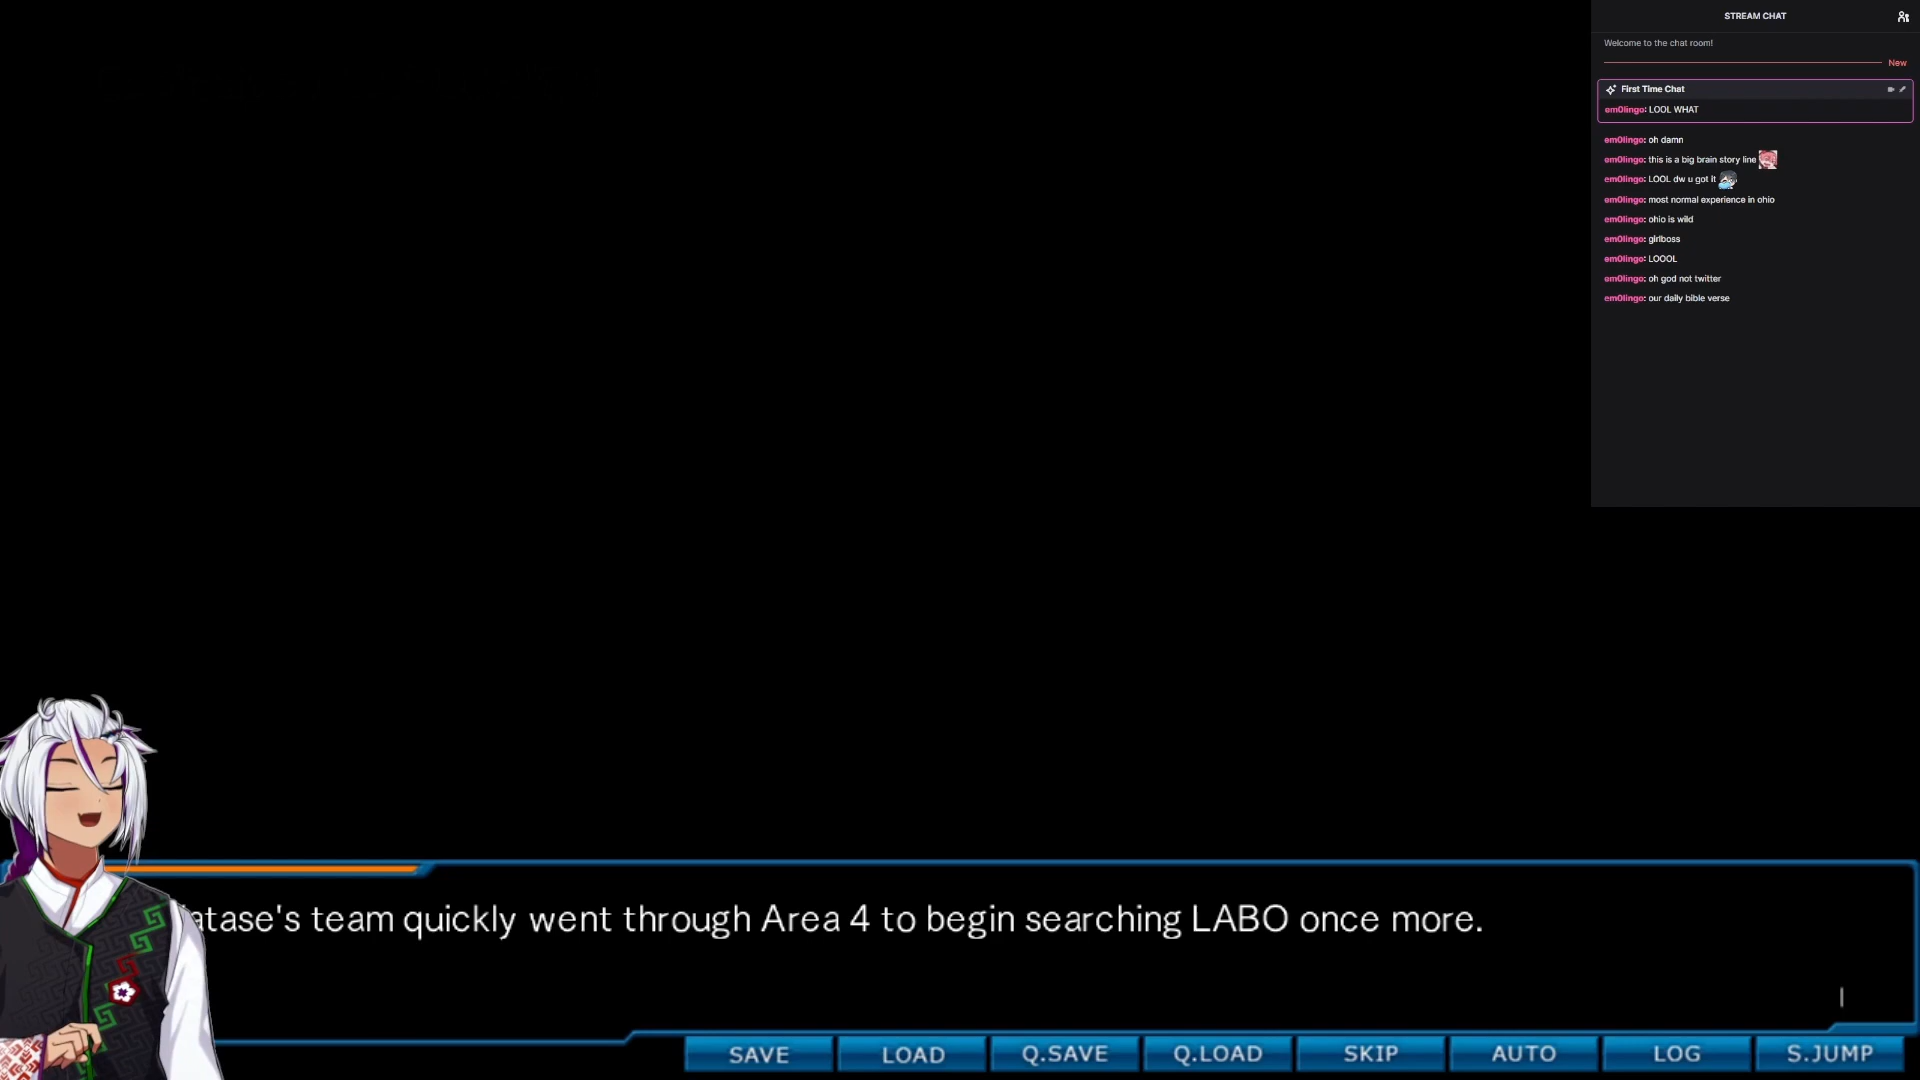 STREAM CHAT
Welcome to the chat room!
New
First Time Chat
em0lingo: LOOL WHAT
em0lingo: oh damn
em0lingo: this is a big brain story line
em0lingo: LOOL dw u got it
em0lingo: most normal experience in ohio
em0lingo: ohio is wild
em0lingo: girlboss
em0lingo: LOOOL
em0lingo: oh god not twitter
em0lingo: our daily bible verse
atase's team quickly went through Area 4 to begin searching LABO once more.
SAVE
LOAD
Q.SAVE
Q.LOAD
SKIP
AUTO
LOG
S.JUMP